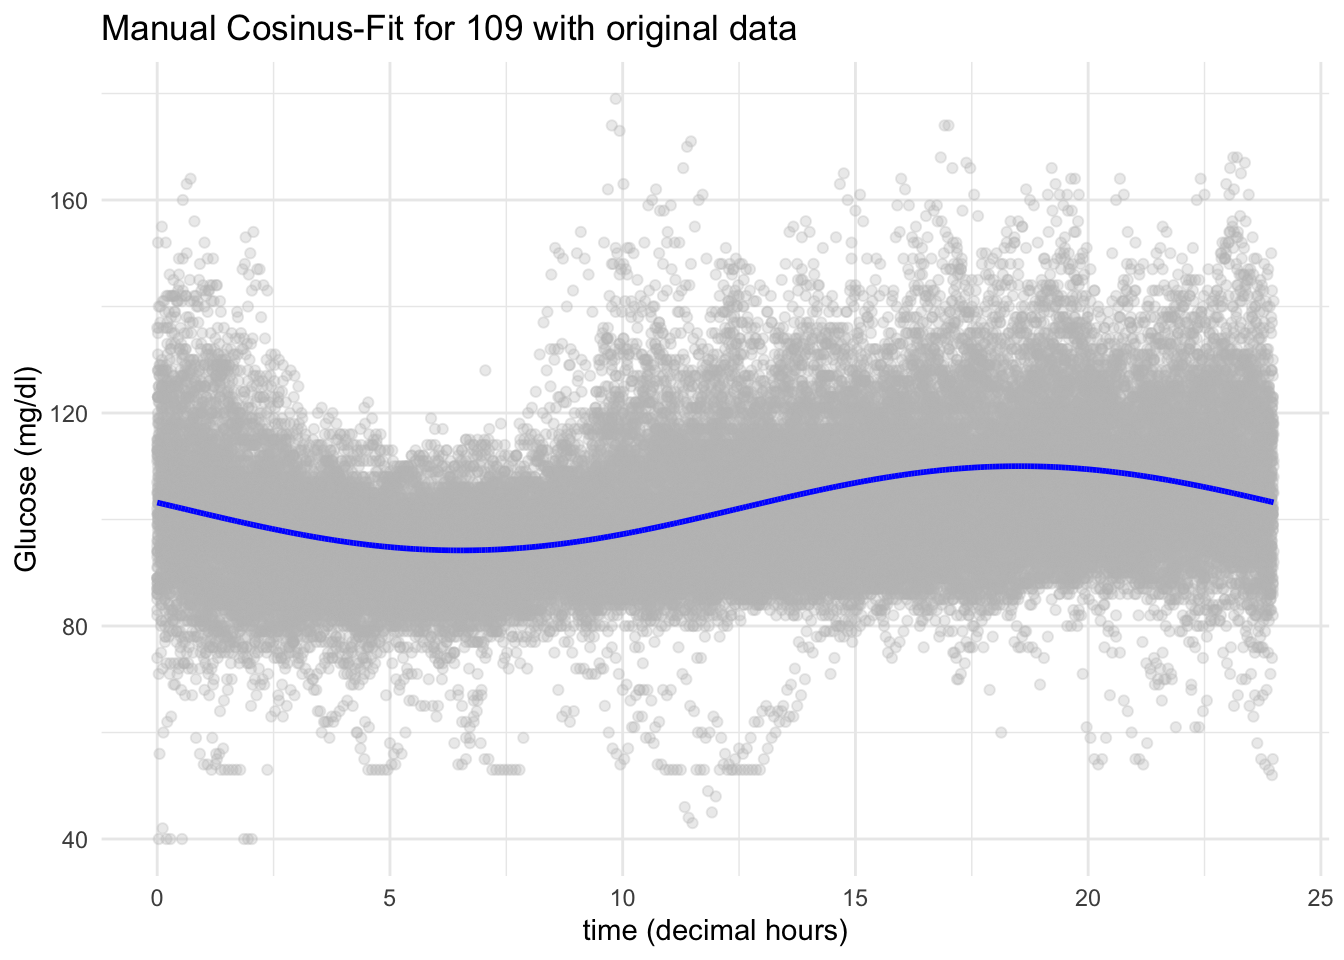 Manual Cosinus-Fit for 109 with original data
Glucose (mg/dl)
160
120
80
40
0 5 10 15 20 25
time (decimal hours)